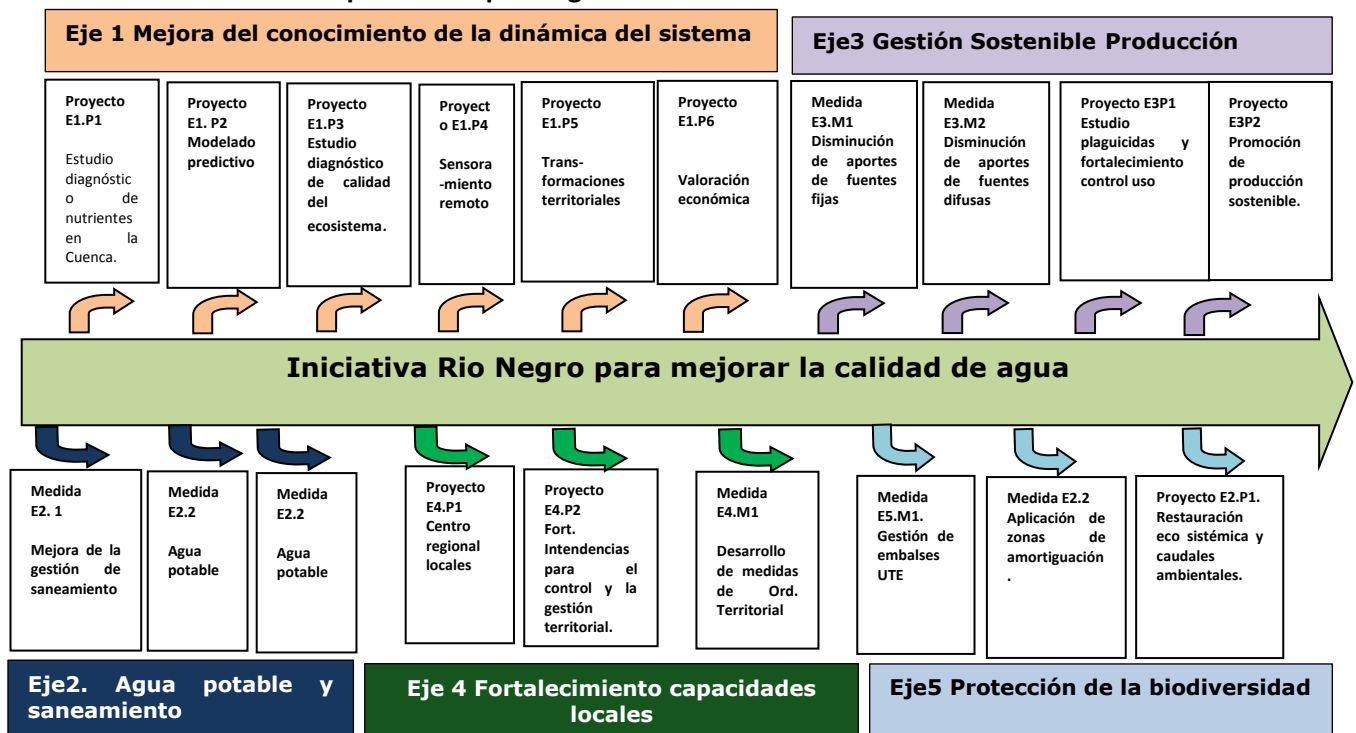 Eje 1 Mejora del conocimiento de la dinámica del sistema
Eje3 Gestión Sostenible Producción
Proyecto
E1.P1
Estudio
diagnóstic
o de
nutrientes
en la
Cuenca.
Proyecto
E1. P2
Modelado
predictivo
Proyecto
E1.P3
Estudio
diagnóstico
de calidad
del
ecosistema.
Proyect
o E1.P4
Sensora
-miento
remoto
Proyecto
E1.P5
Trans-
formaciones
territoriales
Proyecto
E1.P6
Valoración
económica
Medida
E3.M1
Disminución
de aportes
de fuentes
fijas
Medida
E3.M2
Disminución
de aportes
de fuentes
difusas
Proyecto E3P1
Estudio
plaguicidas y
fortalecimiento
control uso
Proyecto
E3P2
Promoción
de
producción
sostenible.
Iniciativa Rio Negro para mejorar la calidad de agua
Medida
E2. 1
Mejora de la
gestión de
saneamiento
Medida
E2.2
Agua
potable
Medida
E2.2
Agua
potable
Proyecto
E4.P1
Centro
regional
locales
Proyecto
E4.P2
Fort.
Intendencias
para el
control y la
gestión
territorial.
Medida
E4.M1
Desarrollo
de medidas
de Ord.
Territorial
Medida
E5.M1.
Gestión de
embalses
UTE
Medida E2.2
Aplicación de
zonas de
amortiguación
.
Proyecto E2.P1.
Restauración
eco sistémica y
caudales
ambientales.
Eje2. Agua potable y
saneamiento
Eje 4 Fortalecimiento capacidades
locales
Eje5 Protección de la biodiversidad